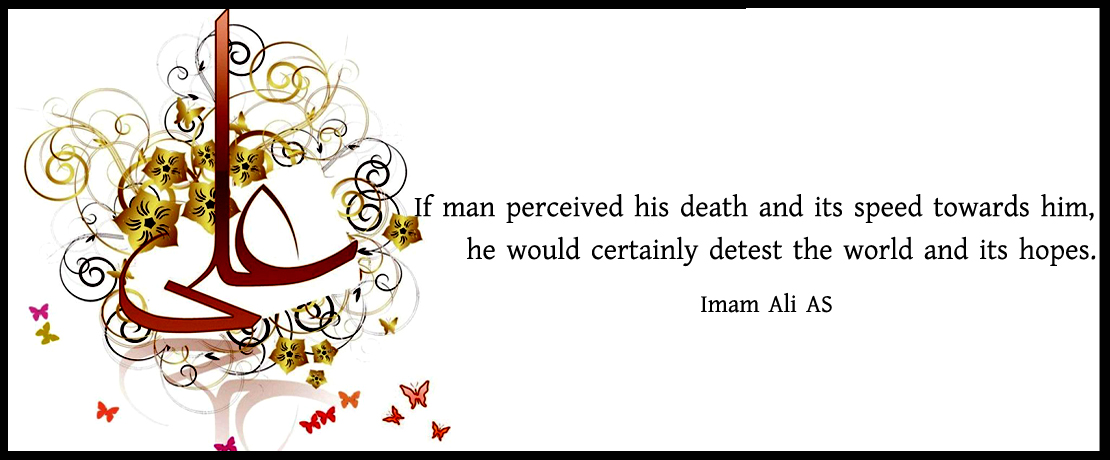 علي
If man perceived his death and its speed towards him,
he would certainly detest the world and its hopes.
Imam Ali AS